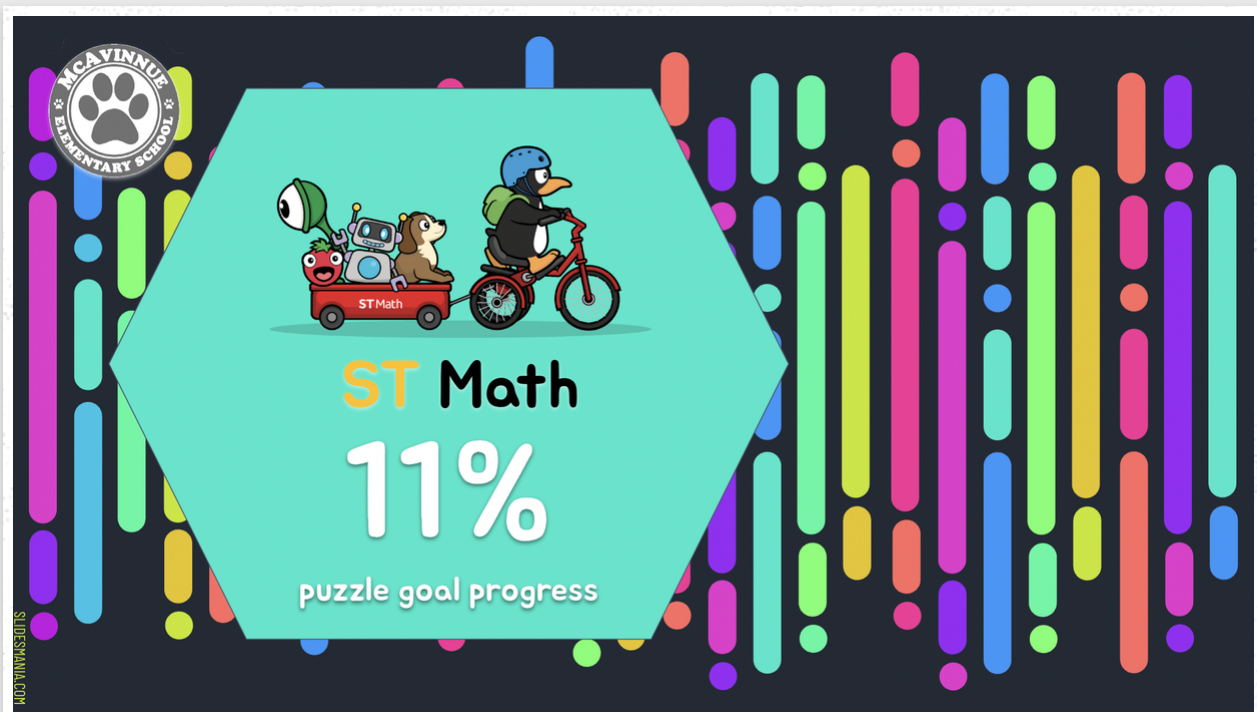 McAVINNUE
ELEMENTARY SCHOOL
ST Math
ST Math
11%
puzzle goal progress
SLIDESMANIA.COM